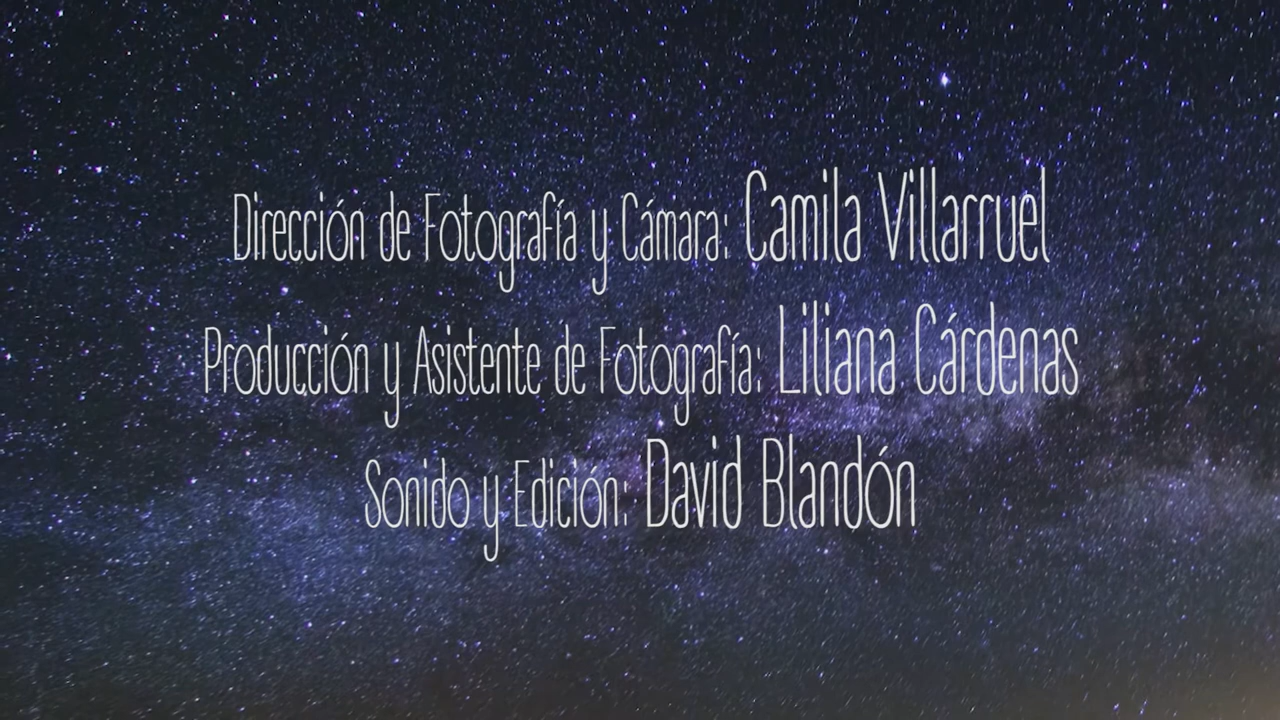 Dirección de Fotografía y Cámara: Camila Villarruel
Producción y Asistente de Fotografía: Liliana Cárdenas
Sonido y Edición: David Blandón